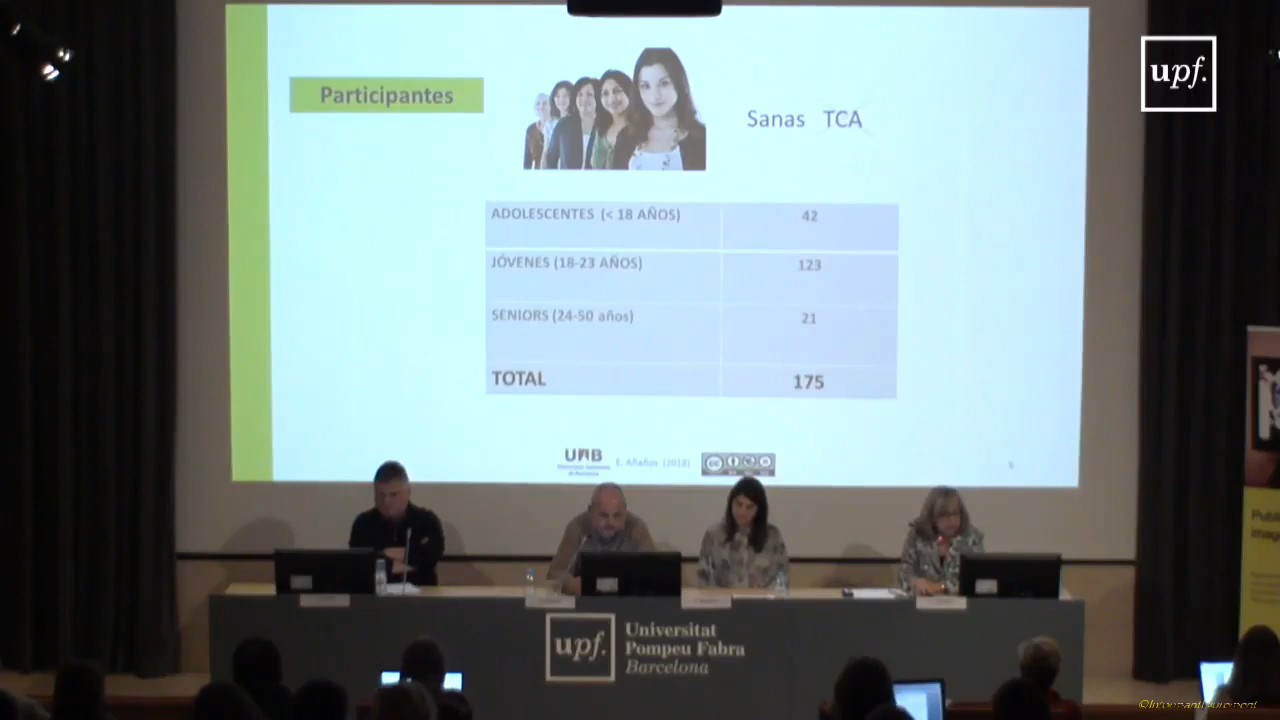 upf.
Participantes
Sanas TCA
ADOLESCENTES (< 18 AÑOS) 42
JÓVENES (18-23 AÑOS) 123
SENIORS (24-50 años) 21
TOTAL 175
UAB
E. Añaños (2018)
cc
upf.
Universitat
Pompeu Fabra
Barcelona